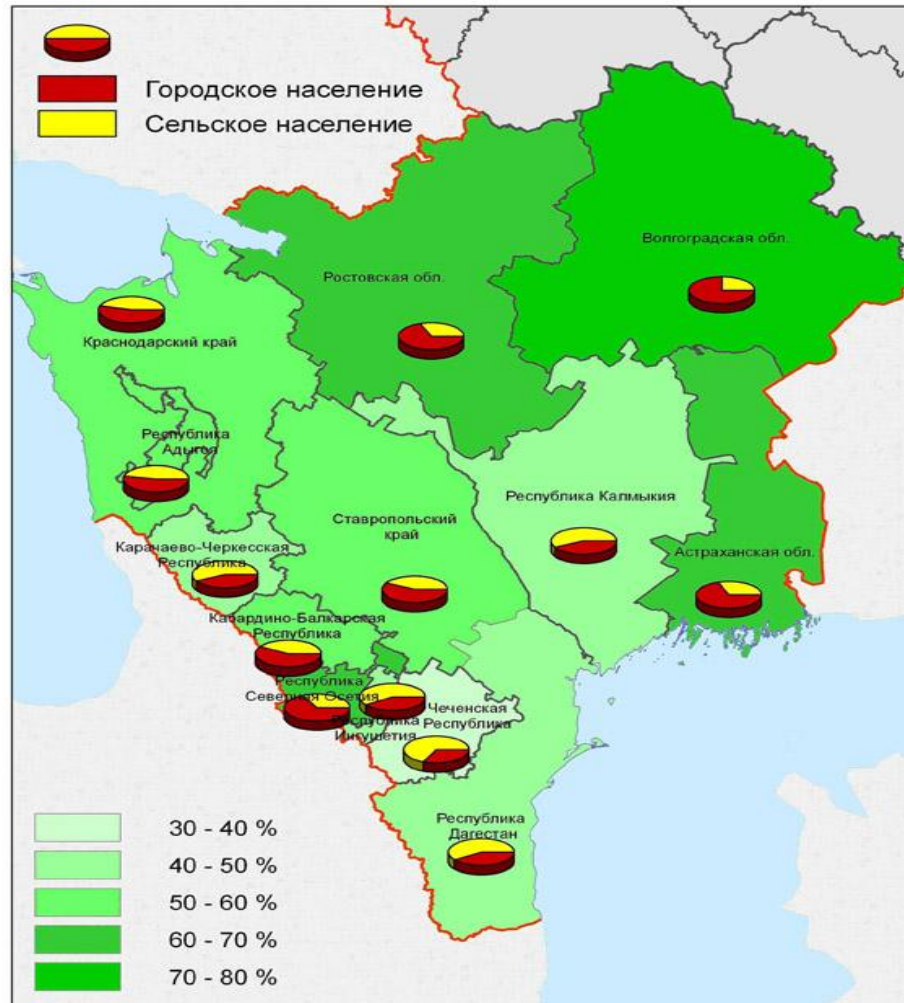 Городское население
Сельское население
Волгоградская обл.
Ростовская обл.
Краснодарский край
Республика
Адыгея
Республика Калмыкия
Ставропольский
край
Астраханская обл.
Карачаево-Черкесская
Республика
Кабардино-Балкарская
Республика
Республика
Северная Осетия
Чеченская
Республика
Республика
Ингушетия
Республика
Дагестан
30 - 40 %
40 - 50 %
50 - 60 %
60 - 70 %
70 - 80 %